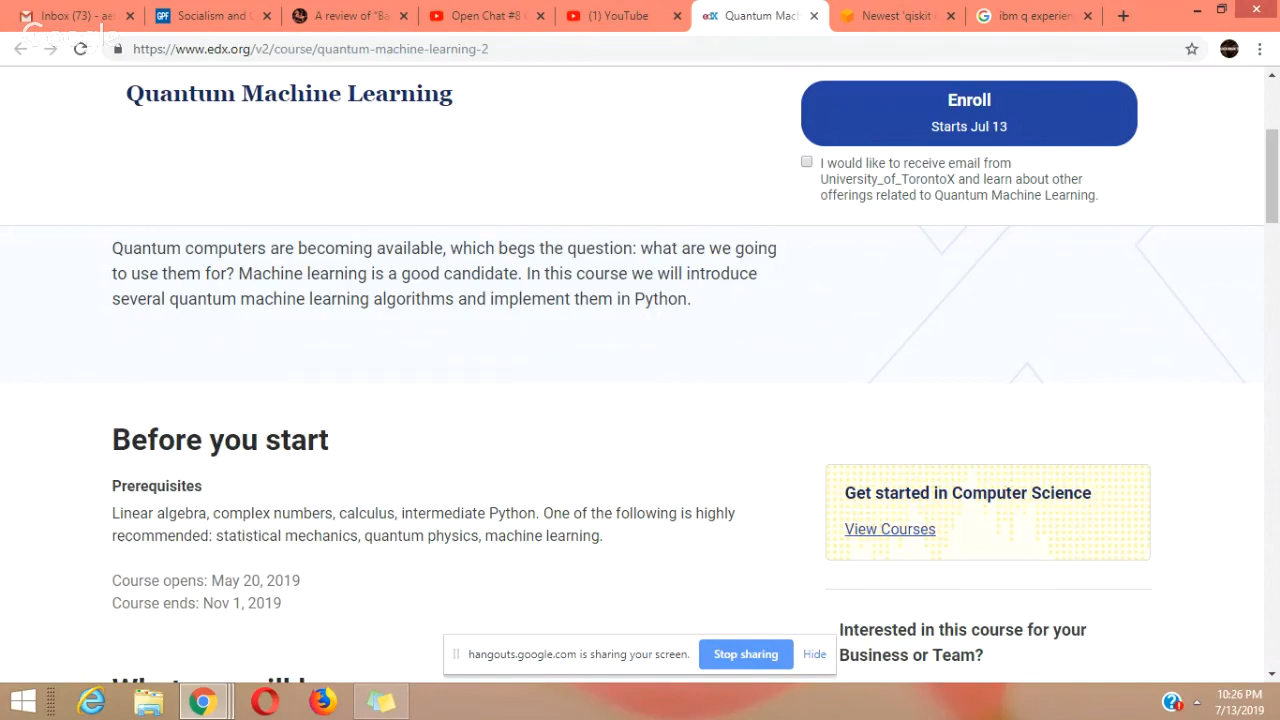 Inbox (73) - ae
Socialism and C
A review of "Ba
Open Chat #8 (
(1) YouTube
edX
Quantum Mach
Newest 'qiskit' c
ibm q experien
Google
https://www.edx.org/v2/course/quantum-machine-learning-2
Quantum Machine Learning
Enroll
Starts Jul 13
I would like to receive email from
University_of_TorontoX and learn about other
offerings related to Quantum Machine Learning.
Quantum computers are becoming available, which begs the question: what are we going
to use them for? Machine learning is a good candidate. In this course we will introduce
several quantum machine learning algorithms and implement them in Python.
Before you start
Prerequisites
Linear algebra, complex numbers, calculus, intermediate Python. One of the following is highly
recommended: statistical mechanics, quantum physics, machine learning.
Course opens: May 20, 2019
Course ends: Nov 1, 2019
Get started in Computer Science
View Courses
Interested in this course for your
Business or Team?
hangouts.google.com is sharing your screen.
Stop sharing
Hide
10:26 PM
7/13/2019